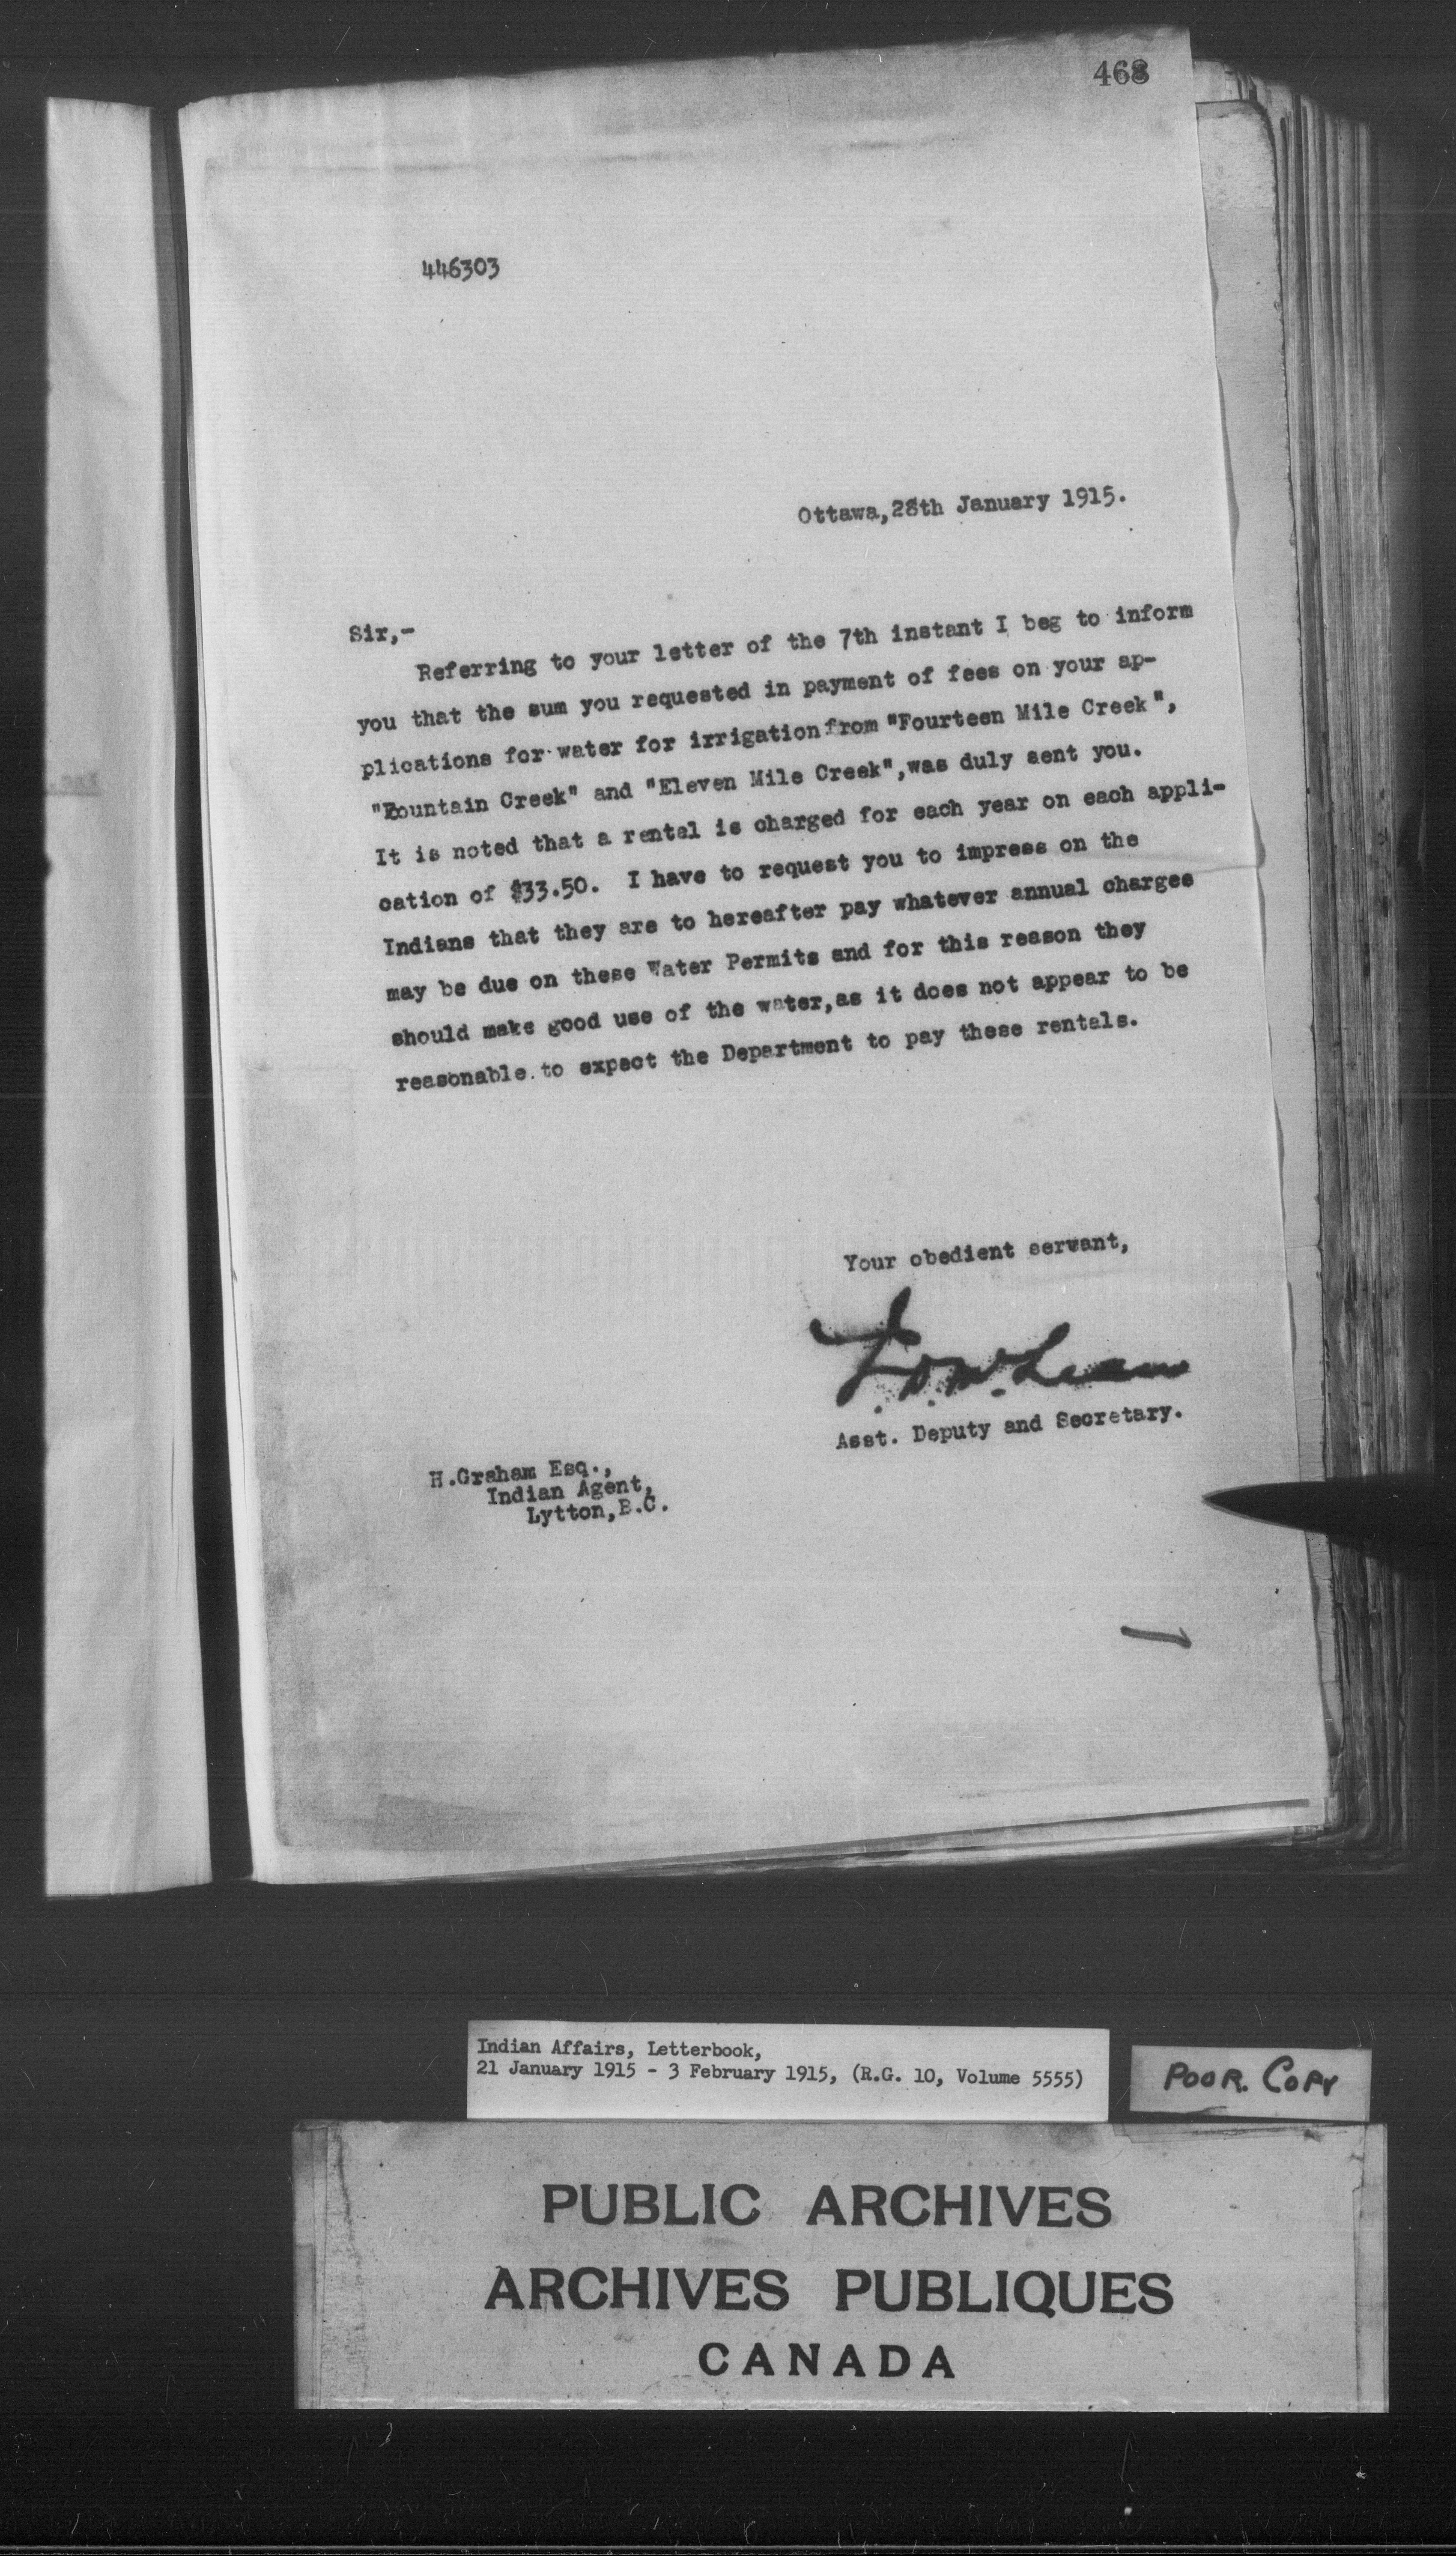 468
446303
Ottawa,28th January 1915.
Sir,-
Referring to your letter of the 7th instant I beg to inform
you that the sum you requested in payment of fees on your ap-
plications for water for irrigation from "Fourteen Mile Creek",
"Fountain Creek" and "Eleven Mile Creek",was duly sent you.
It is noted that a rental is charged for each year on each appli-
cation of $33.50. I have to request you to impress on the
Indians that they are to hereafter pay whatever annual charges
may be due on these Water Permits and for this reason they
should make good use of the water,as it does not appear to be
reasonable to expect the Department to pay these rentals.
Your obedient servant,
J.D.McLean
Asst. Deputy and Secretary.
H.Graham Esq.,
Indian Agent,
Lytton,B.C.
Indian Affairs, Letterbook,
21 January 1915 - 3 February 1915, (R.G. 10, Volume 5555)
POOR. COPY
PUBLIC ARCHIVES
ARCHIVES PUBLIQUES
CANADA